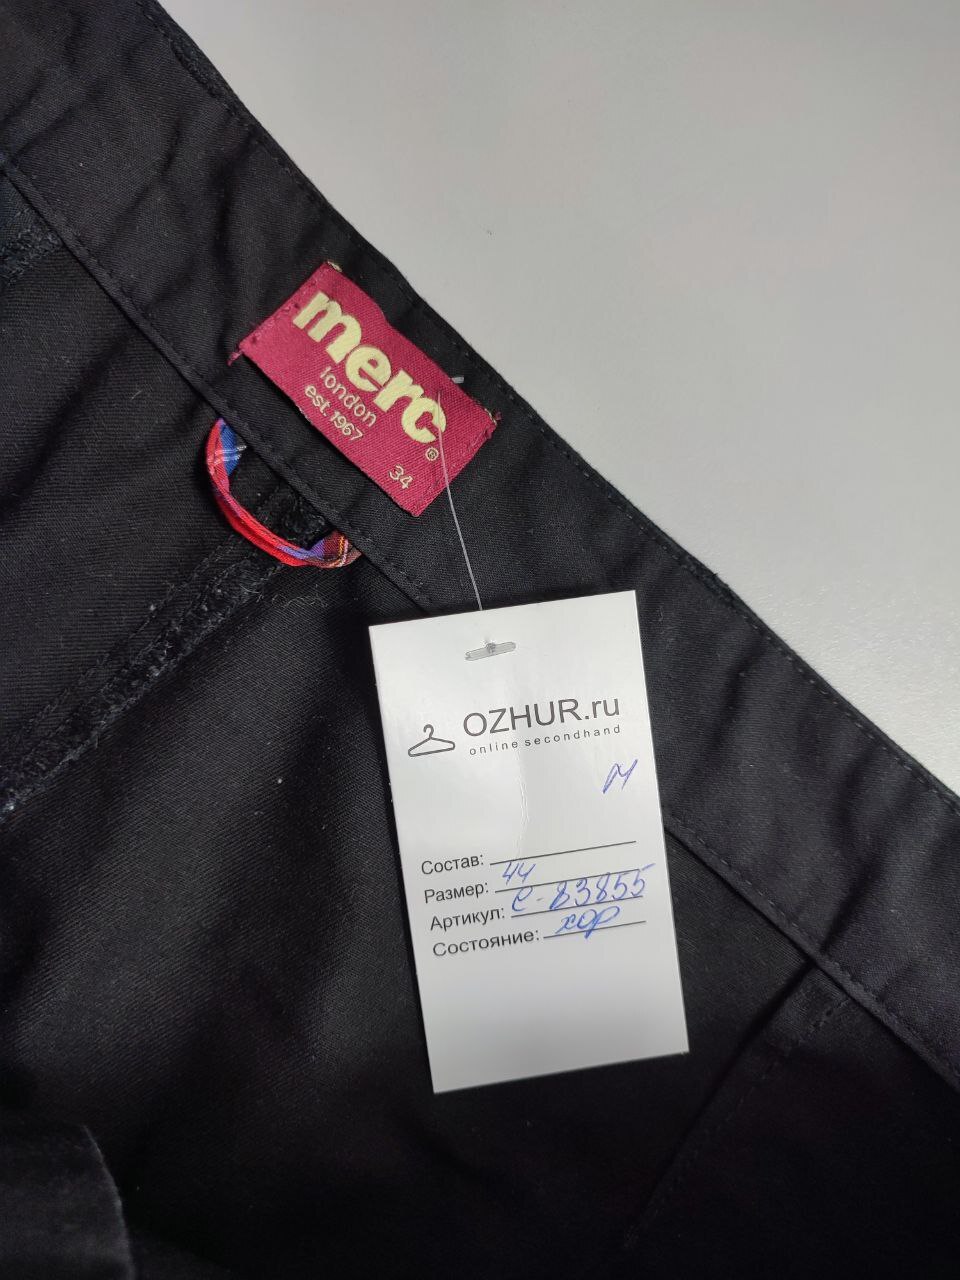 merc®
london
est. 1967
34
OZHUR.ru
online secondhand
М
Состав:
Размер: 44
Артикул: е-83855
Состояние: хор